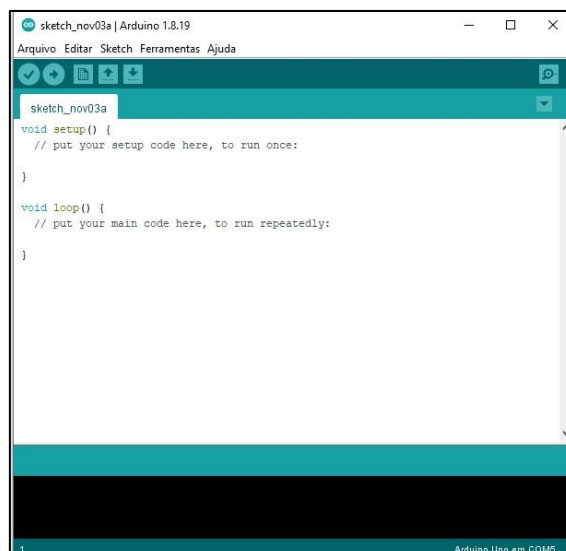 sketch_nov03a | Arduino 1.8.19
Arquivo Editar Sketch Ferramentas Ajuda
sketch_nov03a
void setup() {
// put your setup code here, to run once:
}
void loop() {
// put your main code here, to run repeatedly:
}
1
Arduino Uno em COM5